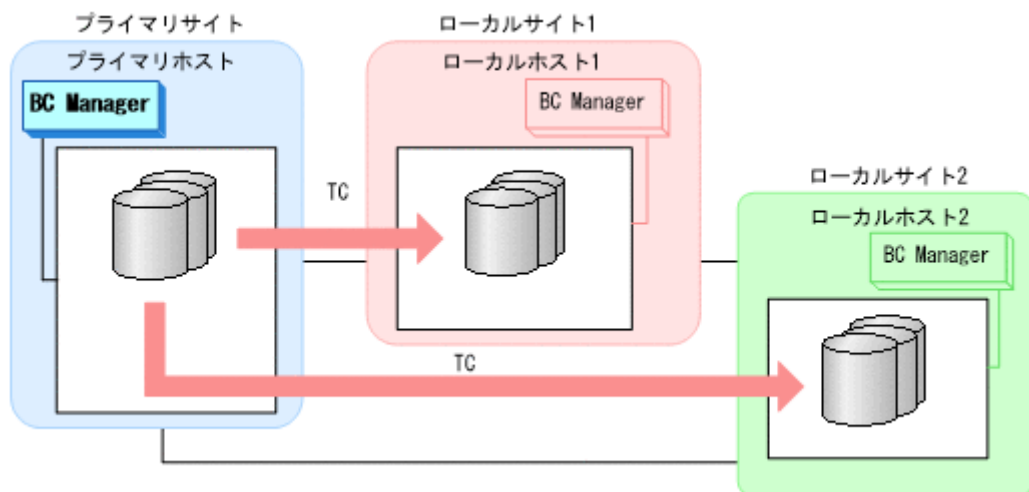 プライマリサイト
プライマリホスト
BC Manager
ローカルサイト1
ローカルホスト1
BC Manager
TC
ローカルサイト2
ローカルホスト2
BC Manager
TC